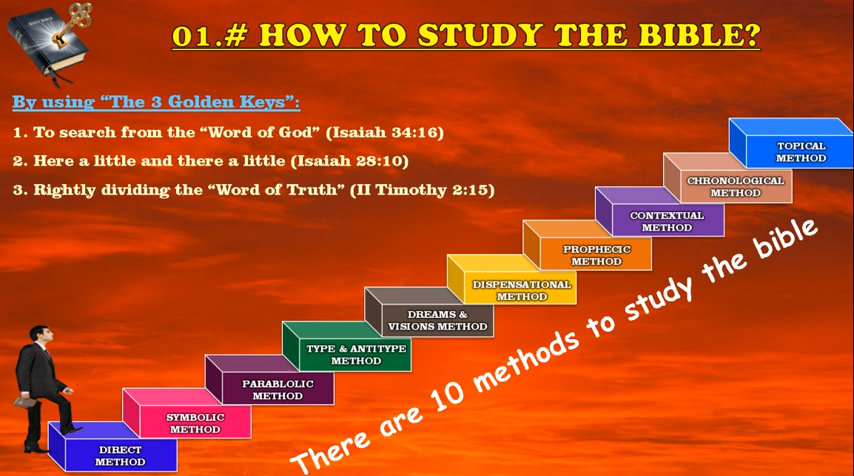 01.# HOW TO STUDY THE BIBLE?
By using “The 3 Golden Keys”:
1. To search from the “Word of God” (Isaiah 34:16)
2. Here a little and there a little (Isaiah 28:10)
3. Rightly dividing the “Word of Truth” (II Timothy 2:15)
TOPICAL
METHOD
CHRONOLOGICAL
METHOD
CONTEXTUAL
METHOD
PROPHECIC
METHOD
DISPENSATIONAL
METHOD
DREAMS &
VISIONS METHOD
TYPE & ANTITYPE
METHOD
PARABLOLIC
METHOD
SYMBOLIC
METHOD
DIRECT
METHOD
There are 10 methods to study the bible